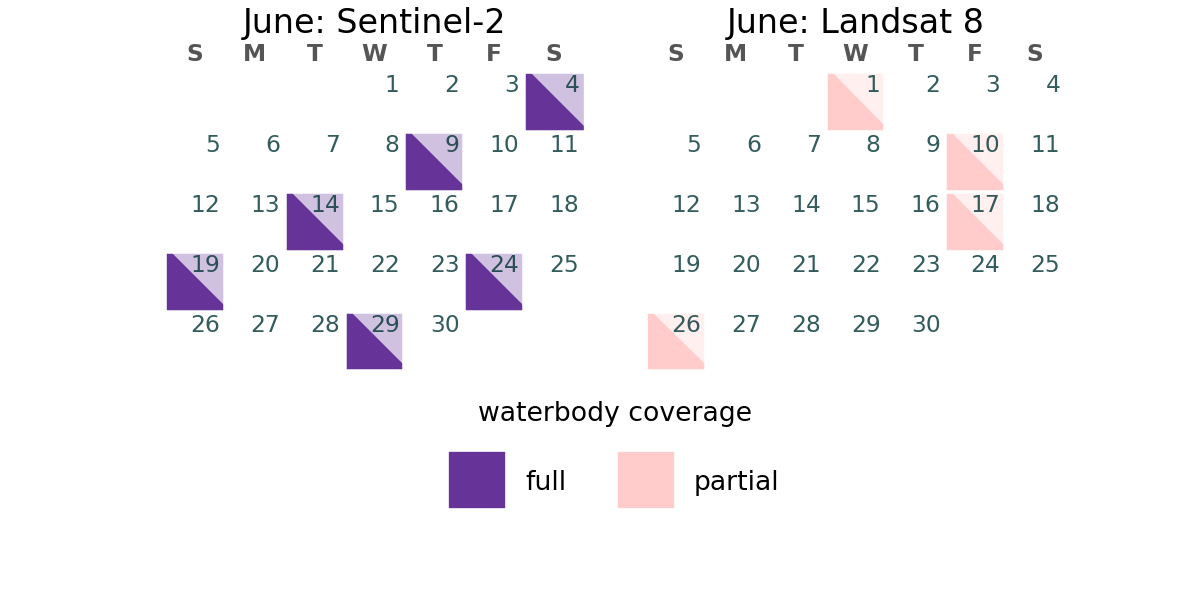 June: Sentinel-2
S M T W T F S
1 2 3 4
5 6 7 8 9 10 11
12 13 14 15 16 17 18
19 20 21 22 23 24 25
26 27 28 29 30
June: Landsat 8
S M T W T F S
1 2 3 4
5 6 7 8 9 10 11
12 13 14 15 16 17 18
19 20 21 22 23 24 25
26 27 28 29 30
waterbody coverage
full partial